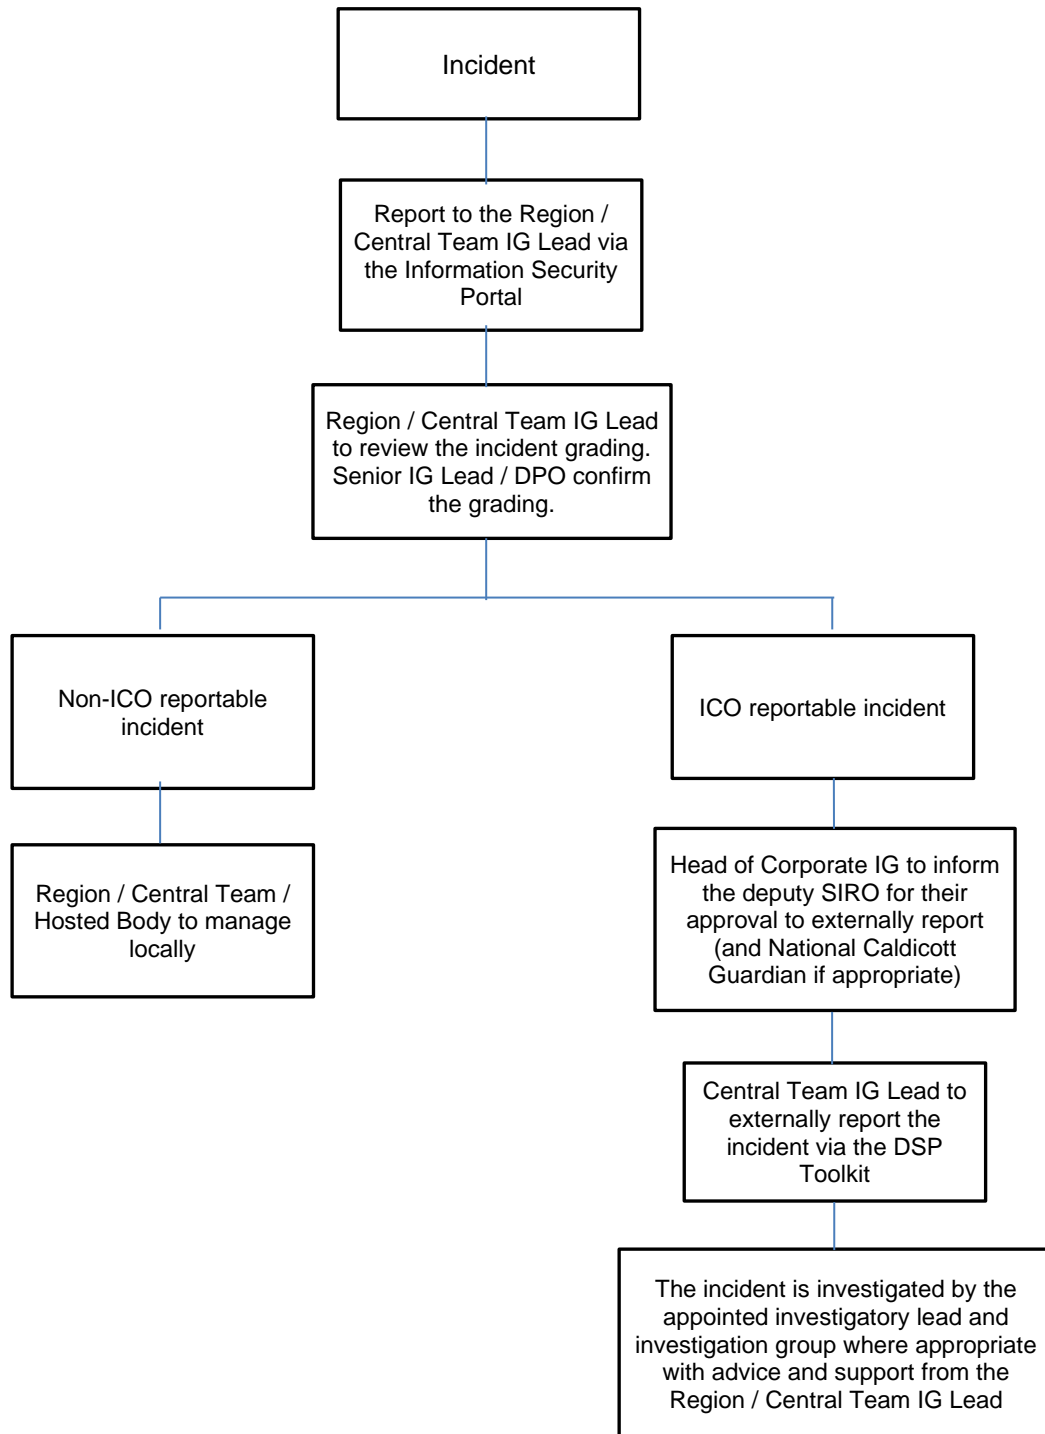 Incident
Report to the Region /
Central Team IG Lead via
the Information Security
Portal
Region / Central Team IG Lead
to review the incident grading.
Senior IG Lead / DPO confirm
the grading.
Non-ICO reportable
incident
ICO reportable incident
Region / Central Team /
Hosted Body to manage
locally
Head of Corporate IG to inform
the deputy SIRO for their
approval to externally report
(and National Caldicott
Guardian if appropriate)
Central Team IG Lead to
externally report the
incident via the DSP
Toolkit
The incident is investigated by the
appointed investigatory lead and
investigation group where appropriate
with advice and support from the
Region / Central Team IG Lead